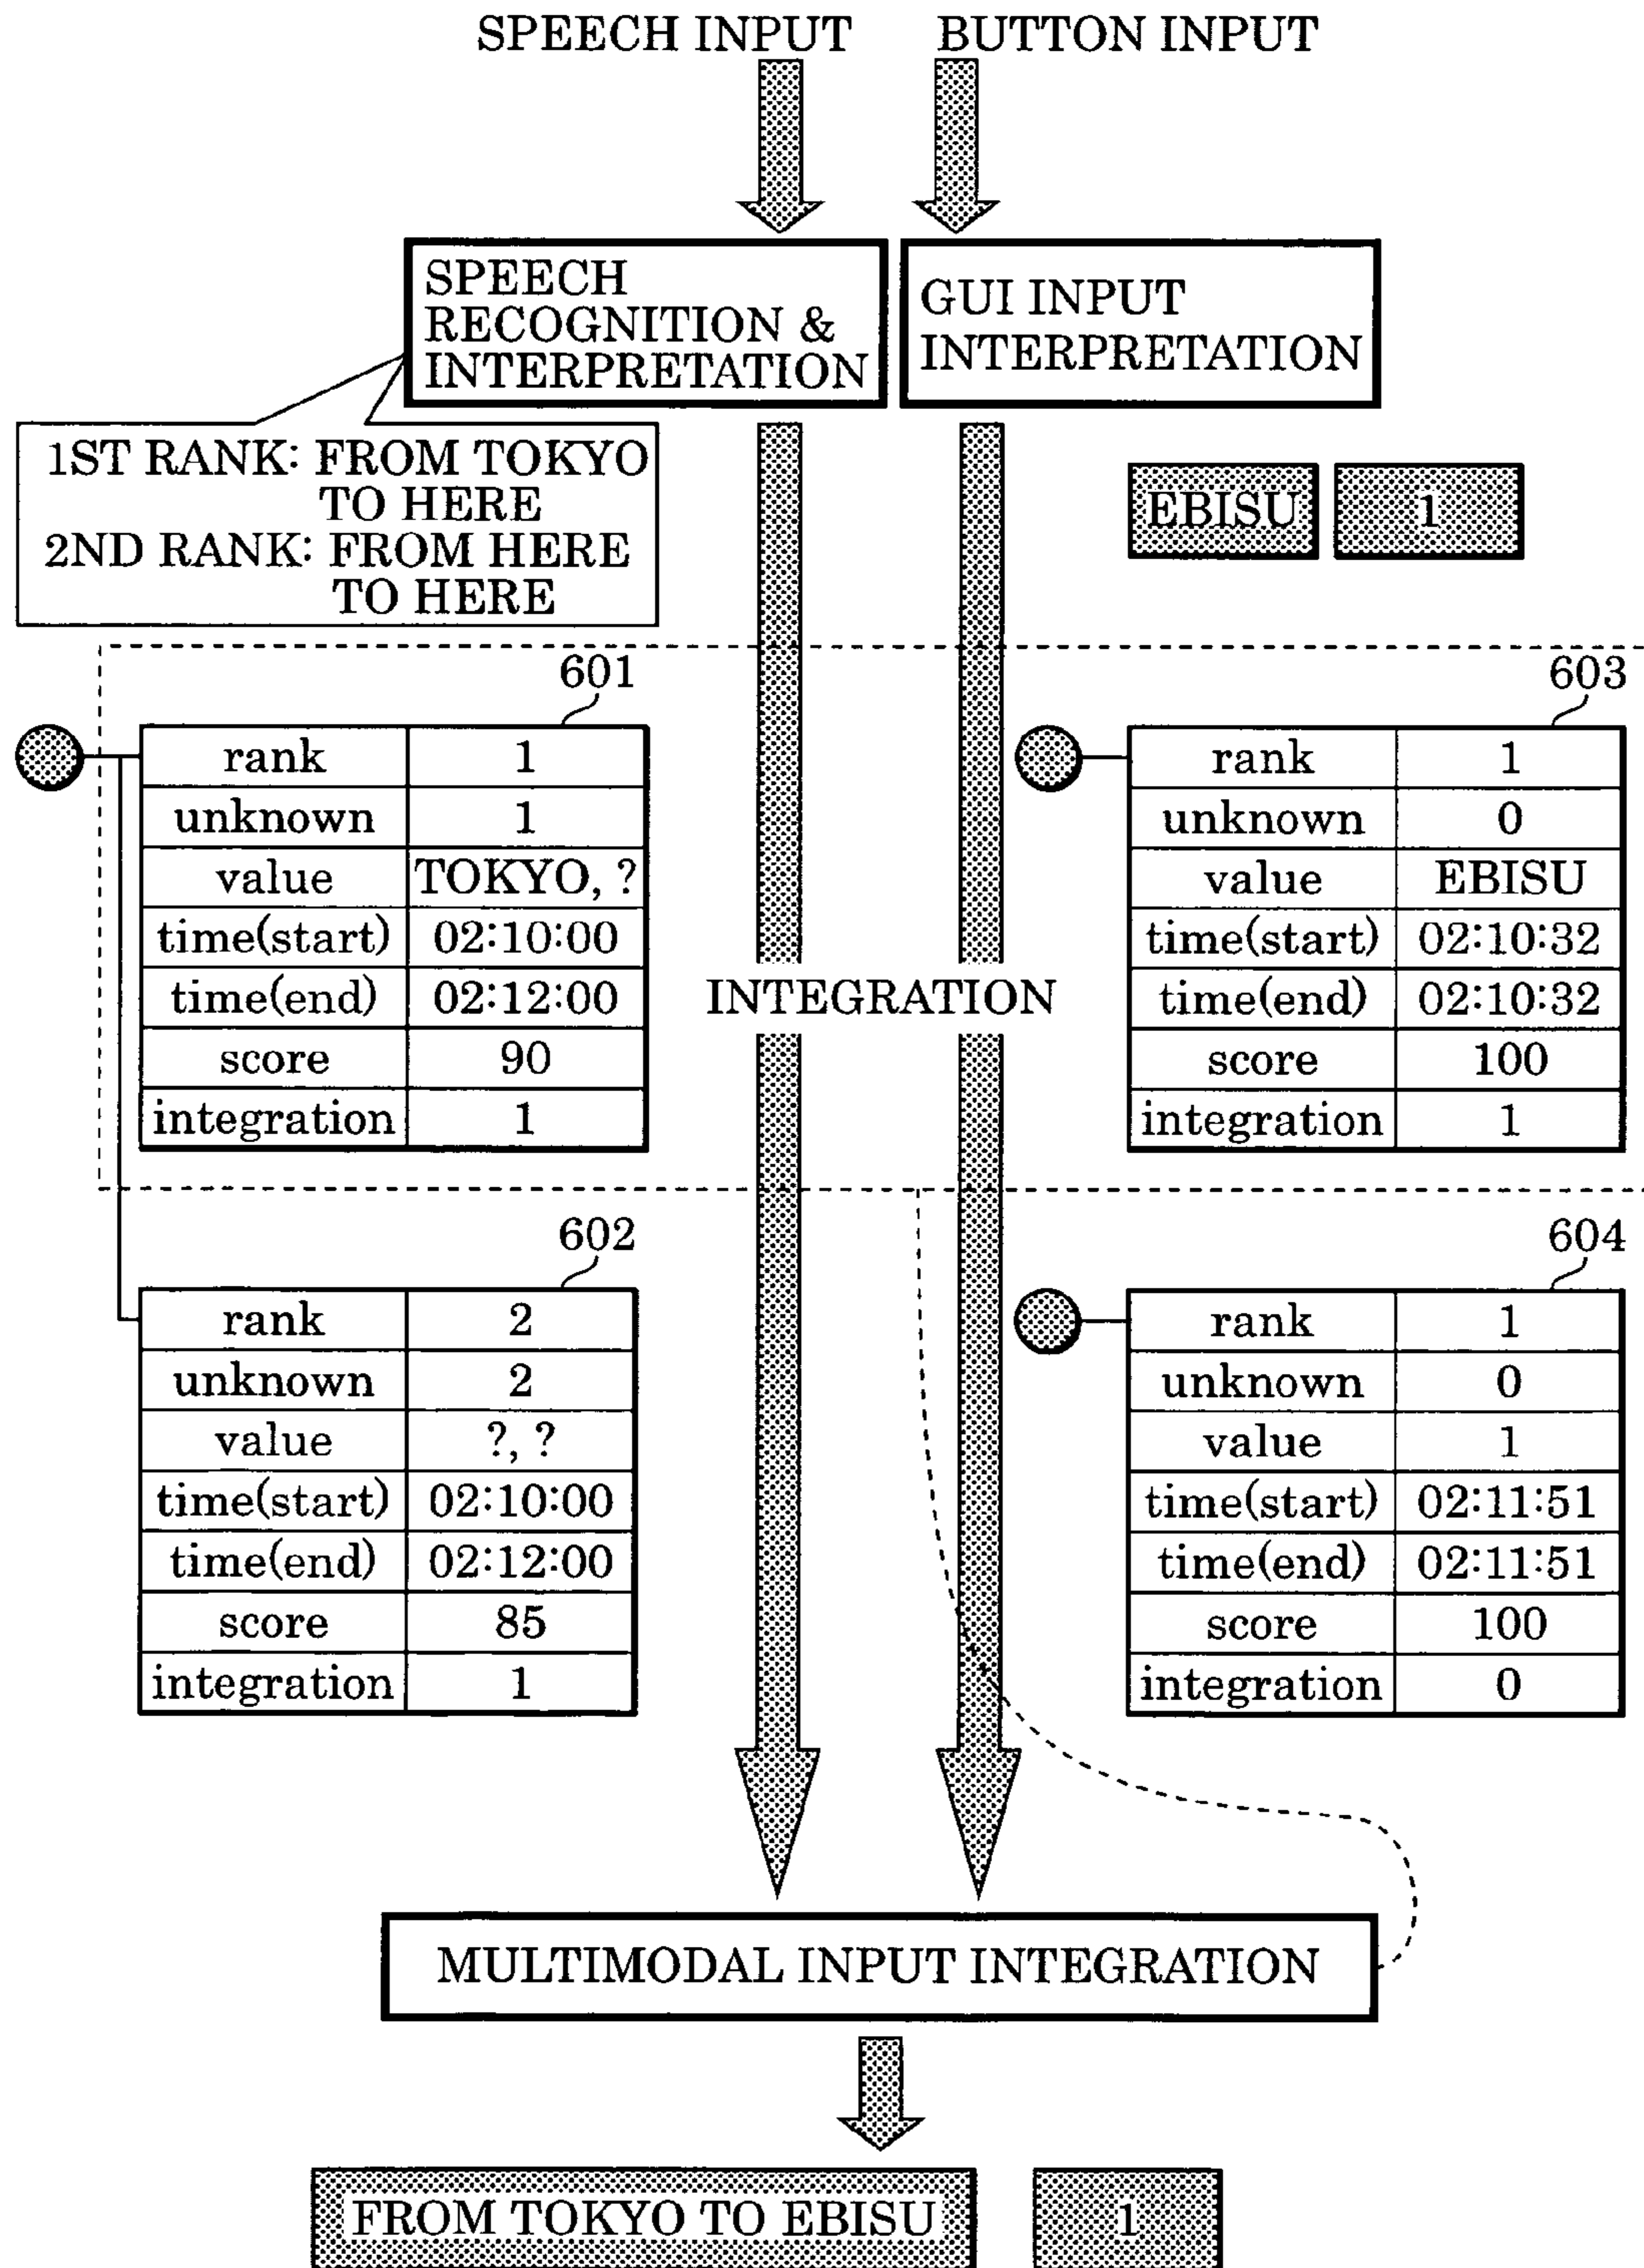 SPEECH INPUT
BUTTON INPUT
SPEECH
RECOGNITION &
INTERPRETATION
GUI INPUT
INTERPRETATION
1ST RANK: FROM TOKYO
TO HERE
2ND RANK: FROM HERE
TO HERE
EBISU
1
601
rank 1
unknown 1
value TOKYO, ?
time(start) 02:10:00
time(end) 02:12:00
score 90
integration 1
603
rank 1
unknown 0
value EBISU
time(start) 02:10:32
time(end) 02:10:32
score 100
integration 1
INTEGRATION
602
rank 2
unknown 2
value ?, ?
time(start) 02:10:00
time(end) 02:12:00
score 85
integration 1
604
rank 1
unknown 0
value 1
time(start) 02:11:51
time(end) 02:11:51
score 100
integration 0
MULTIMODAL INPUT INTEGRATION
FROM TOKYO TO EBISU
1